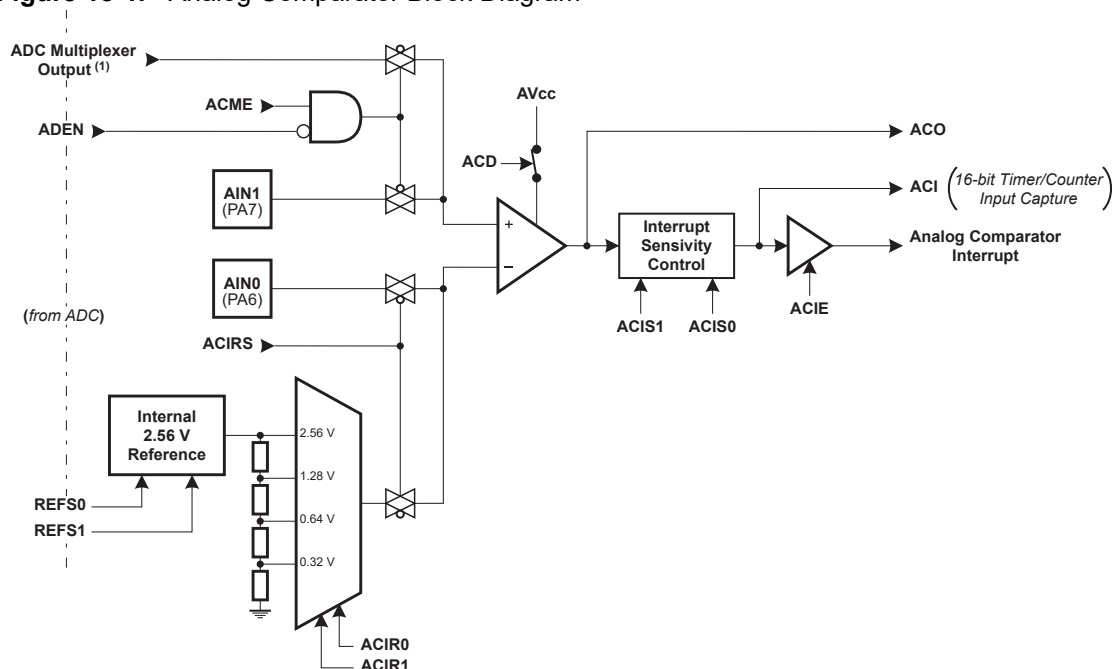 Analog Comparator Block Diagram
ADC Multiplexer
Output (1)
ACME
ADEN
AVcc
ACD
ACO
AIN1
(PA7)
ACI (16-bit Timer/Counter
Input Capture)
Interrupt
Sensivity
Control
Analog Comparator
Interrupt
+
−
AIN0
(PA6)
ACIE
ACIS1 ACIS0
(from ADC)
ACIRS
Internal
2.56 V
Reference
2.56 V
1.28 V
0.64 V
0.32 V
REFS0
REFS1
ACIR0
ACIR1